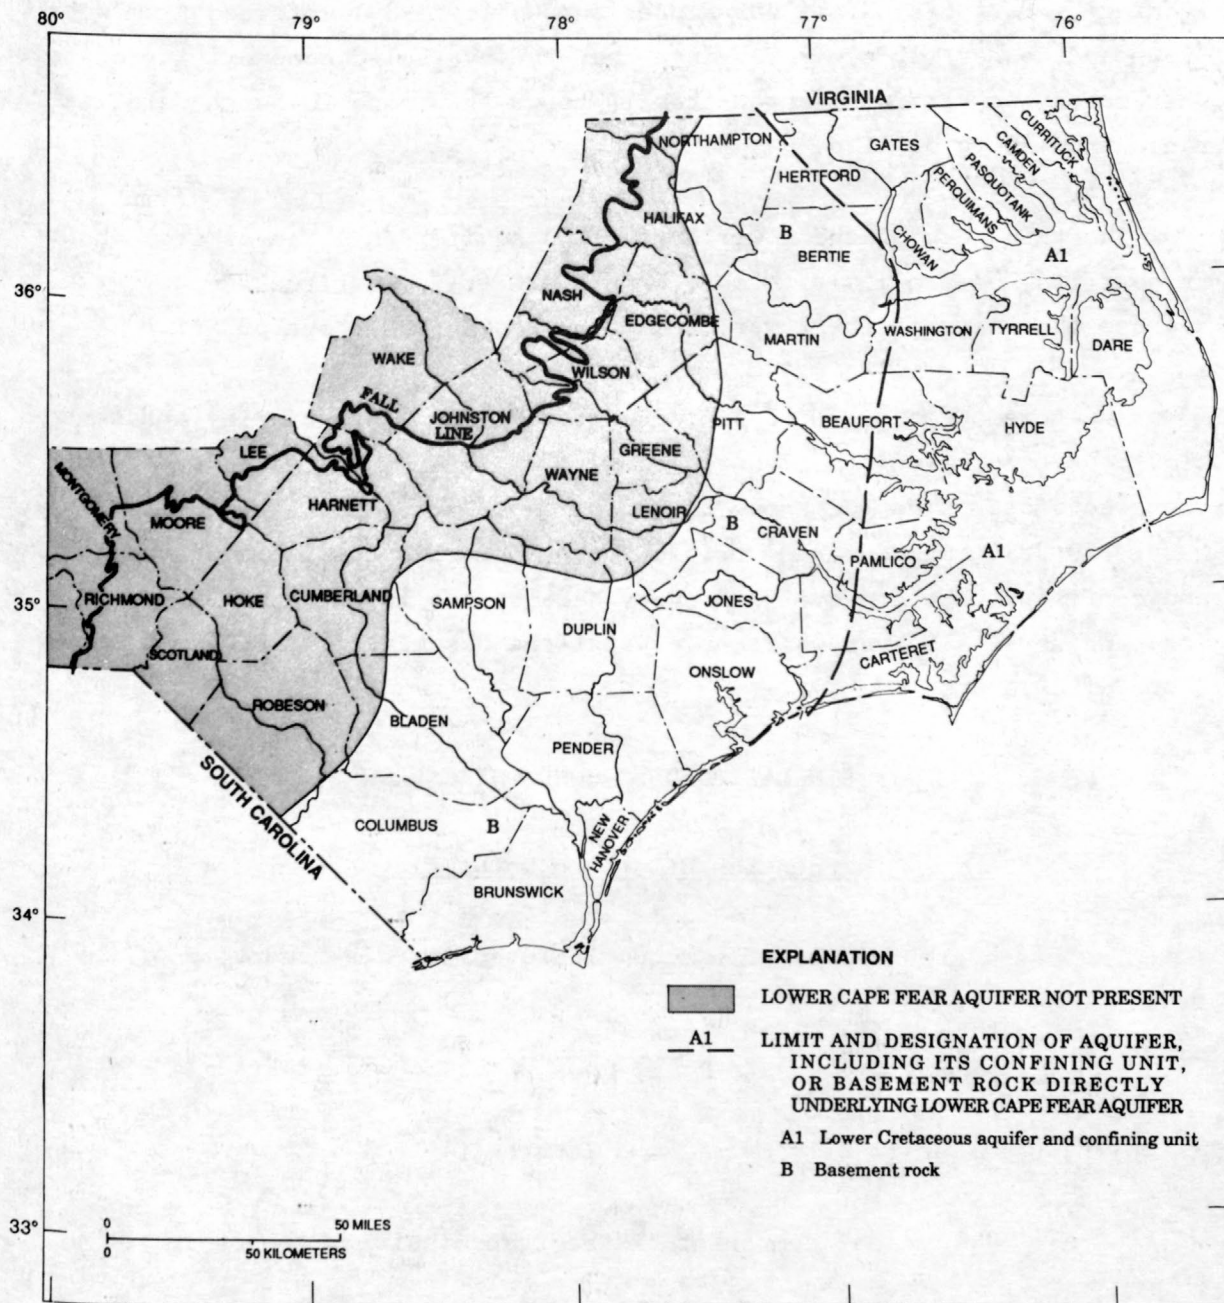 80° 79° 78° 77° 76°
VIRGINIA
NORTHAMPTON
GATES
CURRITUCK
CAMDEN
PASQUOTANK
PERQUIMANS
HERTFORD
HALIFAX
B
BERTIE
CHOWAN
A1
36°
NASH
EDGECOMBE
MARTIN
WASHINGTON
TYRRELL
DARE
WAKE
WILSON
FALL
LINE
JOHNSTON
PITT
BEAUFORT
HYDE
LEE
GREENE
WAYNE
MONTGOMERY
MOORE
HARNETT
LENOIR
B
CRAVEN
A1
PAMLICO
35°
RICHMOND
HOKE
CUMBERLAND
SAMPSON
JONES
DUPLIN
SCOTLAND
CARTERET
ONSLOW
ROBESON
BLADEN
PENDER
SOUTH CAROLINA
COLUMBUS
B
NEW
HANOVER
BRUNSWICK
34°
EXPLANATION
LOWER CAPE FEAR AQUIFER NOT PRESENT
A1
LIMIT AND DESIGNATION OF AQUIFER,
INCLUDING ITS CONFINING UNIT,
OR BASEMENT ROCK DIRECTLY
UNDERLYING LOWER CAPE FEAR AQUIFER
A1 Lower Cretaceous aquifer and confining unit
B Basement rock
33°
0 50 MILES
0 50 KILOMETERS